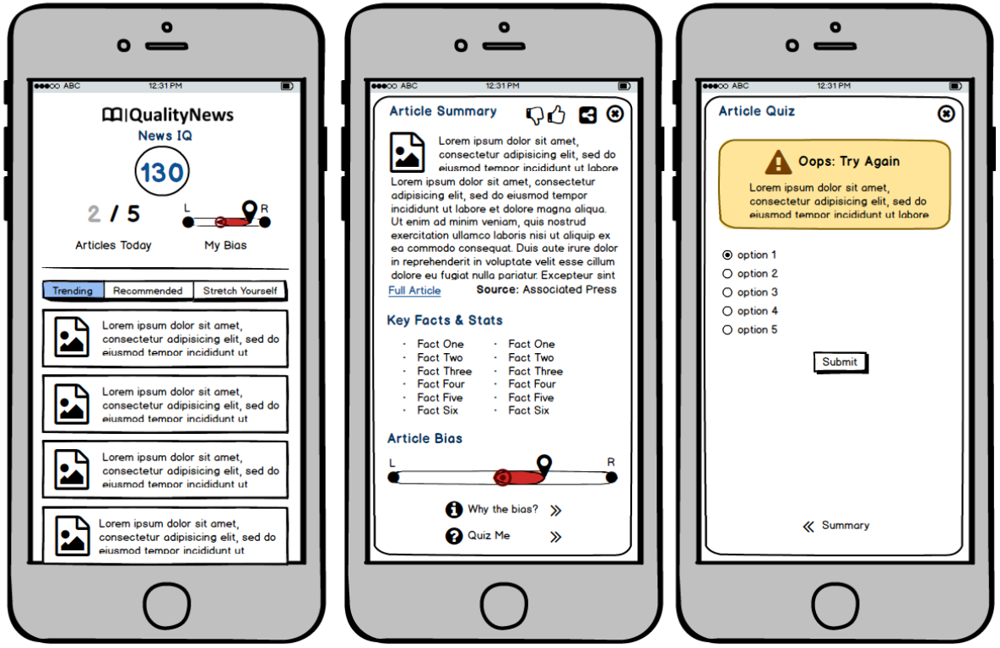 ABC 12:31 PM
QualityNews
News IQ
130
2 / 5
L R
Articles Today My Bias
Trending Recommended Stretch Yourself
Lorem ipsum dolor sit amet,
consectetur adipisicing elit, sed do
eiusmod tempor incididunt ut
Lorem ipsum dolor sit amet,
consectetur adipisicing elit, sed do
eiusmod tempor incididunt ut
Lorem ipsum dolor sit amet,
consectetur adipisicing elit, sed do
eiusmod tempor incididunt ut
Lorem ipsum dolor sit amet,
consectetur adipisicing elit, sed do
eiusmod tempor incididunt ut
ABC 12:31 PM
Article Summary
Lorem ipsum dolor sit amet,
consectetur adipisicing elit, sed do
eiusmod tempor incididunt ut labore
Lorem ipsum dolor sit amet, consectetur
adipisicing elit, sed do eiusmod tempor
incididunt ut labore et dolore magna aliqua.
Ut enim ad minim veniam, quis nostrud
exercitation ullamco laboris nisi ut aliquip ex
ea commodo consequat. Duis aute irure dolor
in reprehenderit in voluptate velit esse cillum
dolore eu fugiat nulla pariatur. Excepteur sint
Full Article Source: Associated Press
Key Facts & Stats
· Fact One · Fact One
· Fact Two · Fact Two
· Fact Three · Fact Three
· Fact Four · Fact Four
· Fact Five · Fact Five
· Fact Six · Fact Six
Article Bias
L R
Why the bias?
Quiz Me
ABC 12:31 PM
Article Quiz
Oops: Try Again
Lorem ipsum dolor sit amet,
consectetur adipisicing elit, sed do
eiusmod tempor incididunt ut labore
option 1
option 2
option 3
option 4
option 5
Submit
Summary